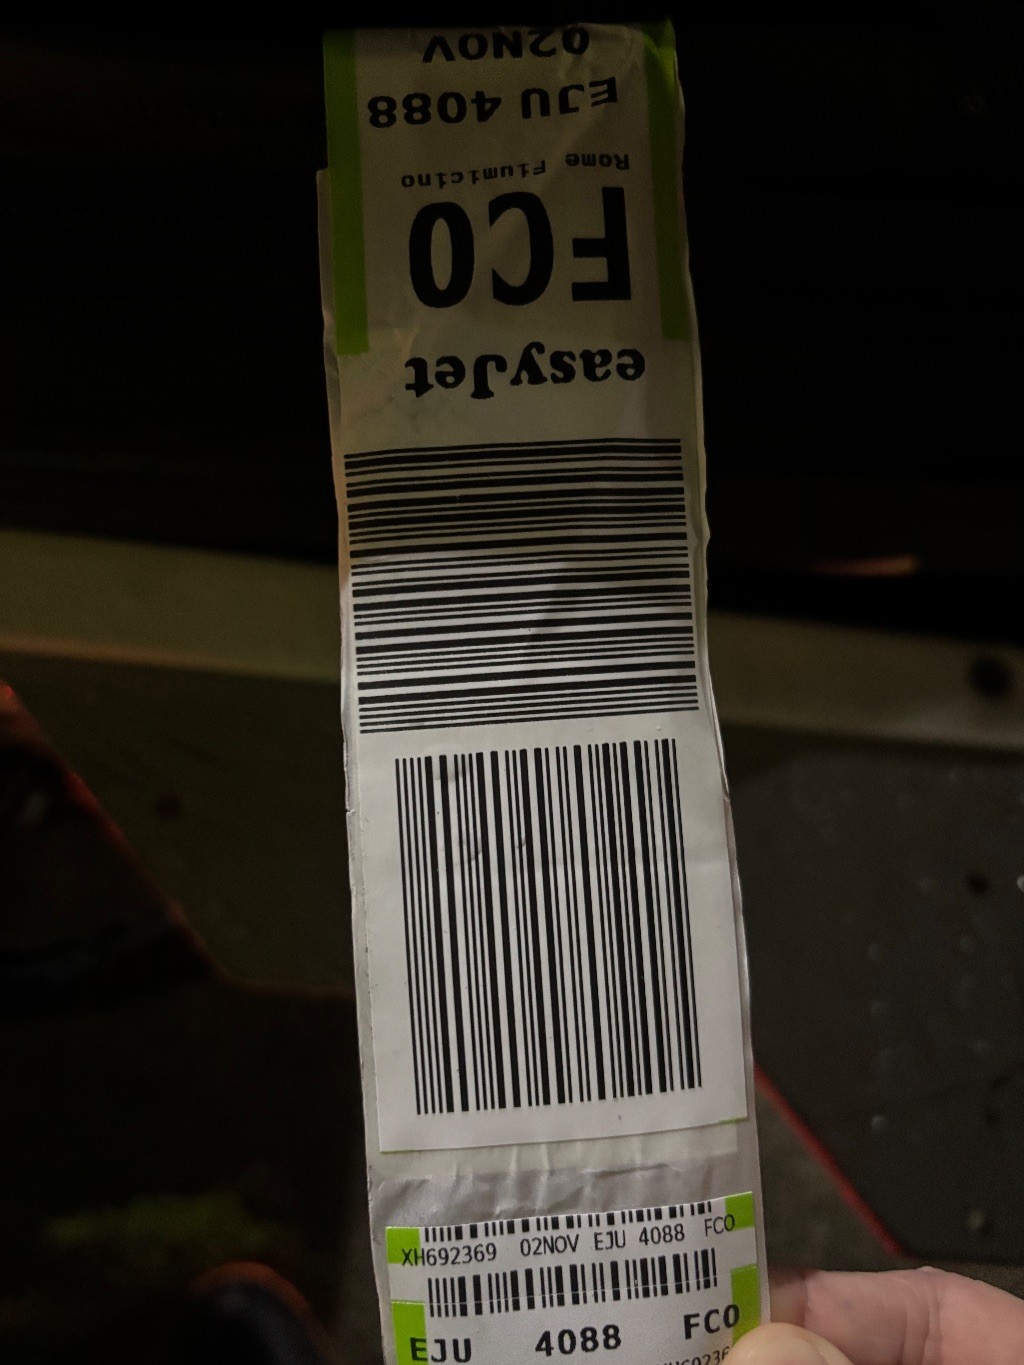 easyJet
FCO
Rome Fiumicino
EJU 4088
02NOV
XH692369 02NOV EJU 4088 FCO
EJU 4088 FCO